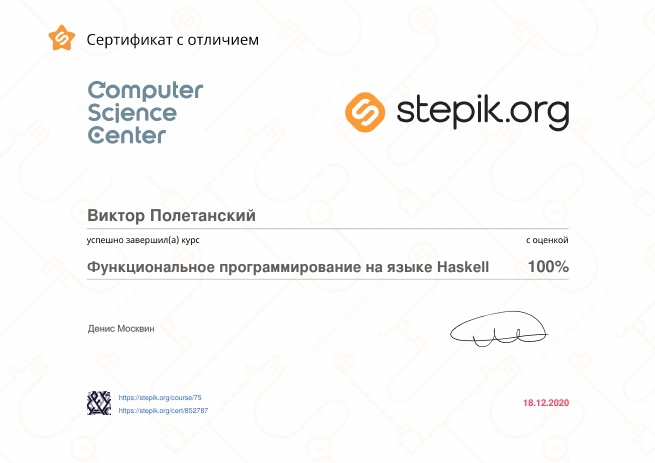 Сертификат с отличием
Computer
Science
Center
stepik.org
Виктор Полетанский
успешно завершил(а) курс
с оценкой
Функциональное программирование на языке Haskell 100%
Денис Москвин
https://stepik.org/course/75
https://stepik.org/cert/852787
18.12.2020